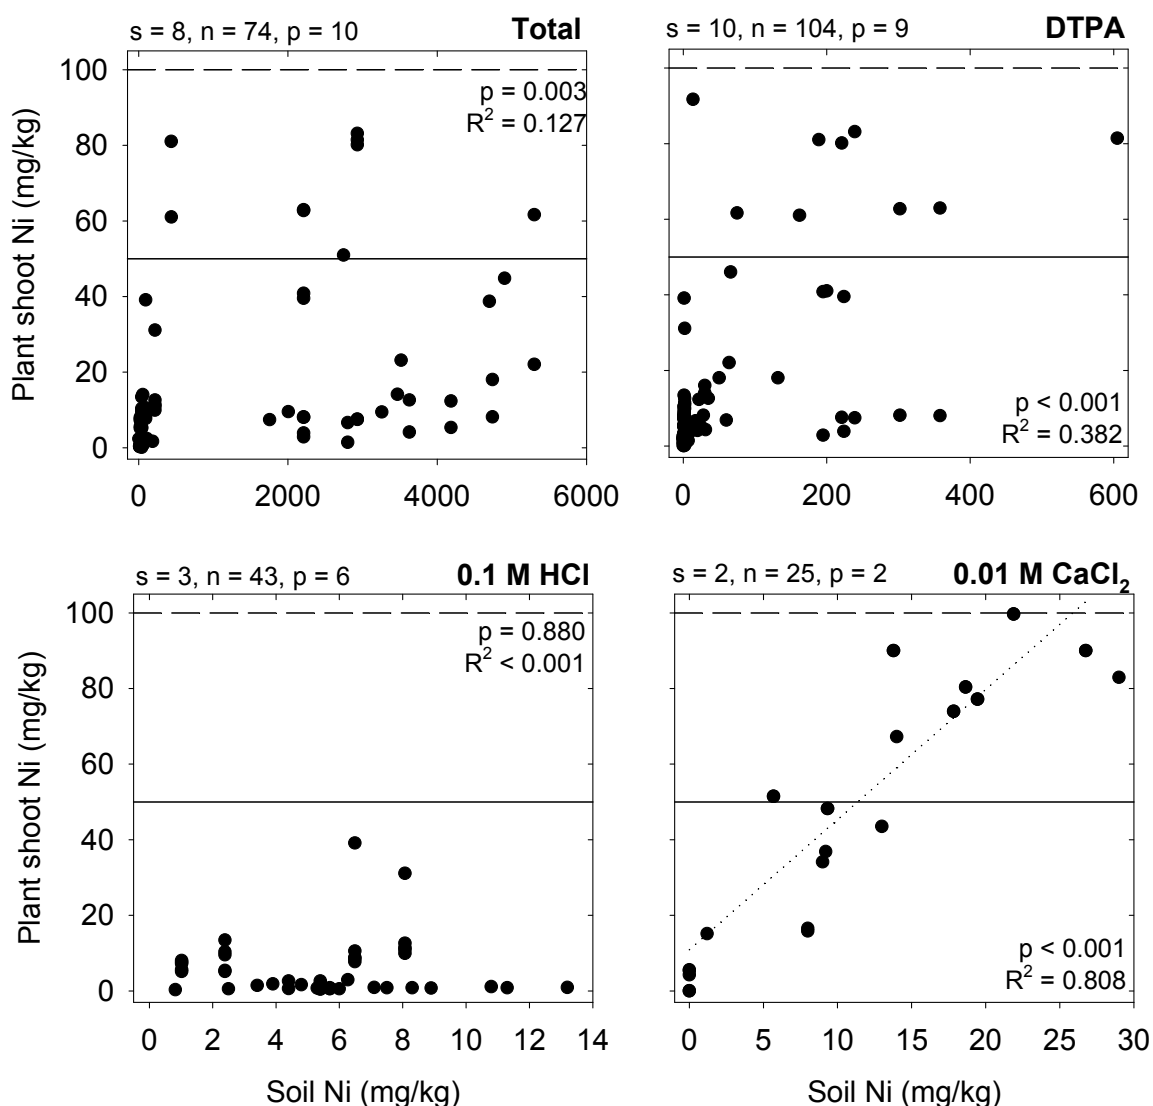 s = 8, n = 74, p = 10 Total
p = 0.003
R² = 0.127
100
80
60
40
20
0
Plant shoot Ni (mg/kg)
0 2000 4000 6000
s = 10, n = 104, p = 9 DTPA
p < 0.001
R² = 0.382
0 200 400 600
s = 3, n = 43, p = 6 0.1 M HCl
p = 0.880
R² < 0.001
100
80
60
40
20
0
Plant shoot Ni (mg/kg)
0 2 4 6 8 10 12 14
Soil Ni (mg/kg)
s = 2, n = 25, p = 2 0.01 M CaCl₂
p < 0.001
R² = 0.808
0 5 10 15 20 25 30
Soil Ni (mg/kg)